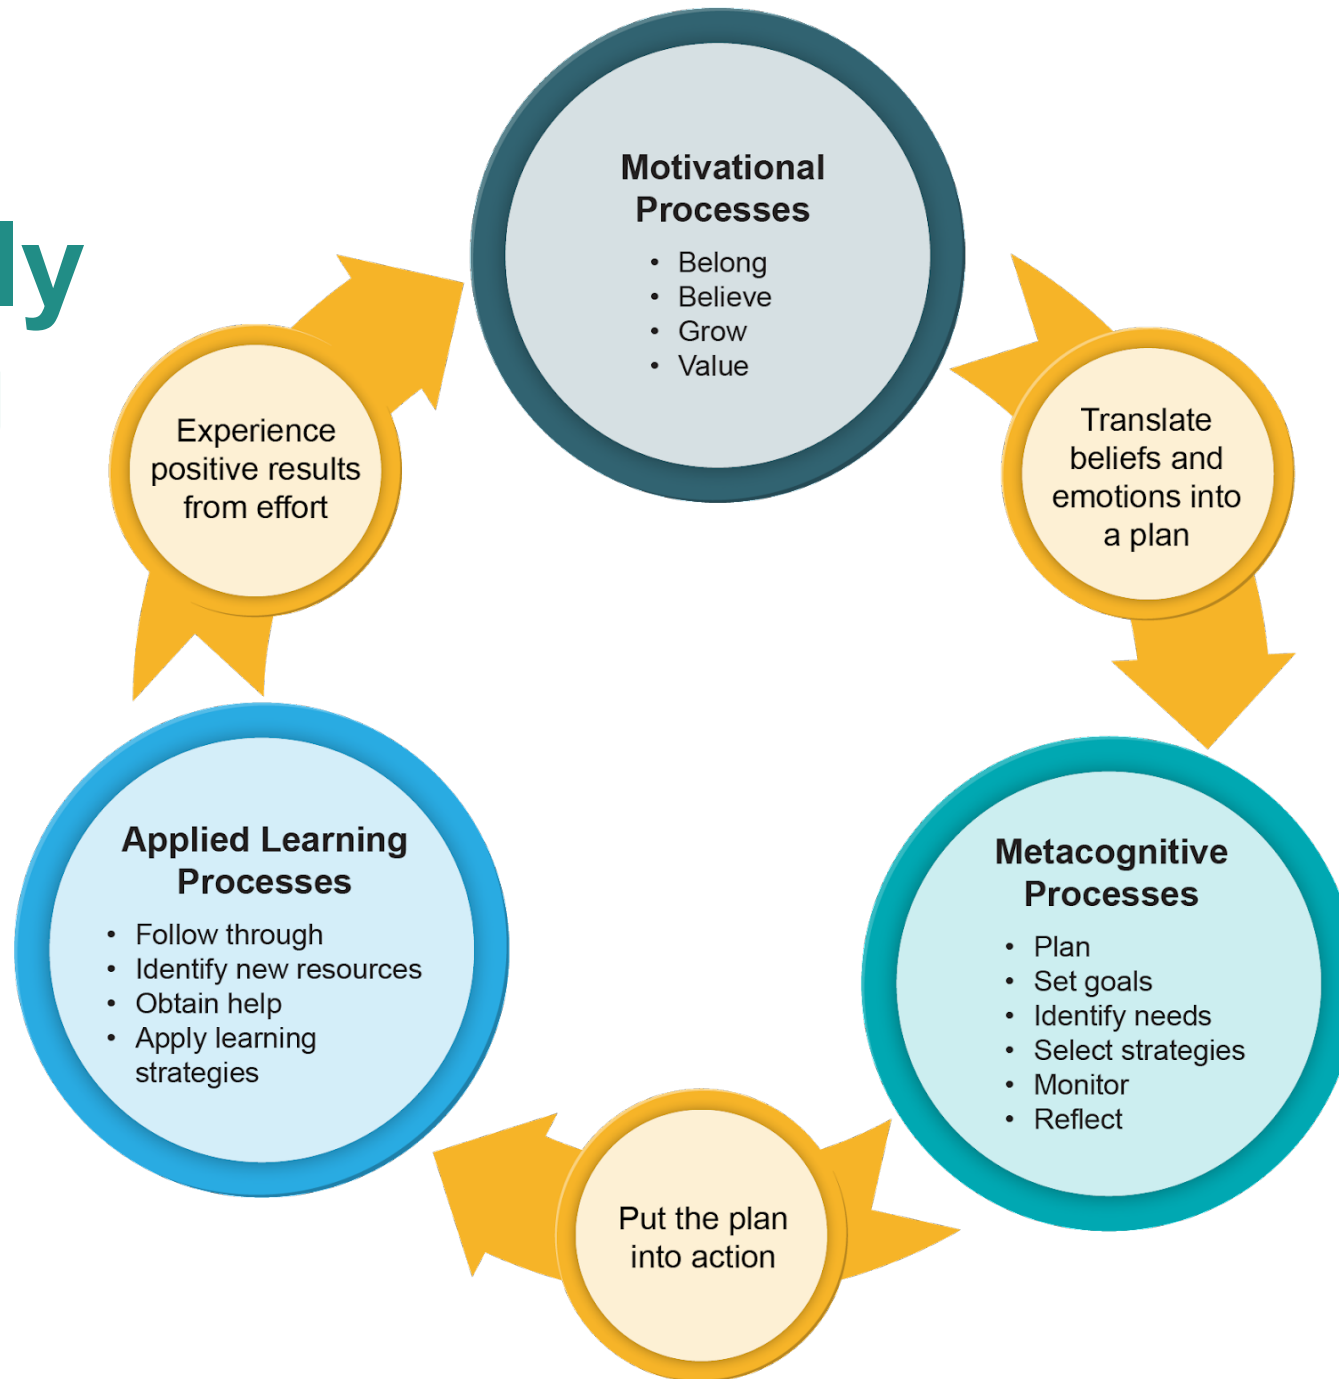 ly
Motivational
Processes
• Belong
• Believe
• Grow
• Value
Translate
beliefs and
emotions into
a plan
Metacognitive
Processes
• Plan
• Set goals
• Identify needs
• Select strategies
• Monitor
• Reflect
Put the plan
into action
Applied Learning
Processes
• Follow through
• Identify new resources
• Obtain help
• Apply learning
strategies
Experience
positive results
from effort